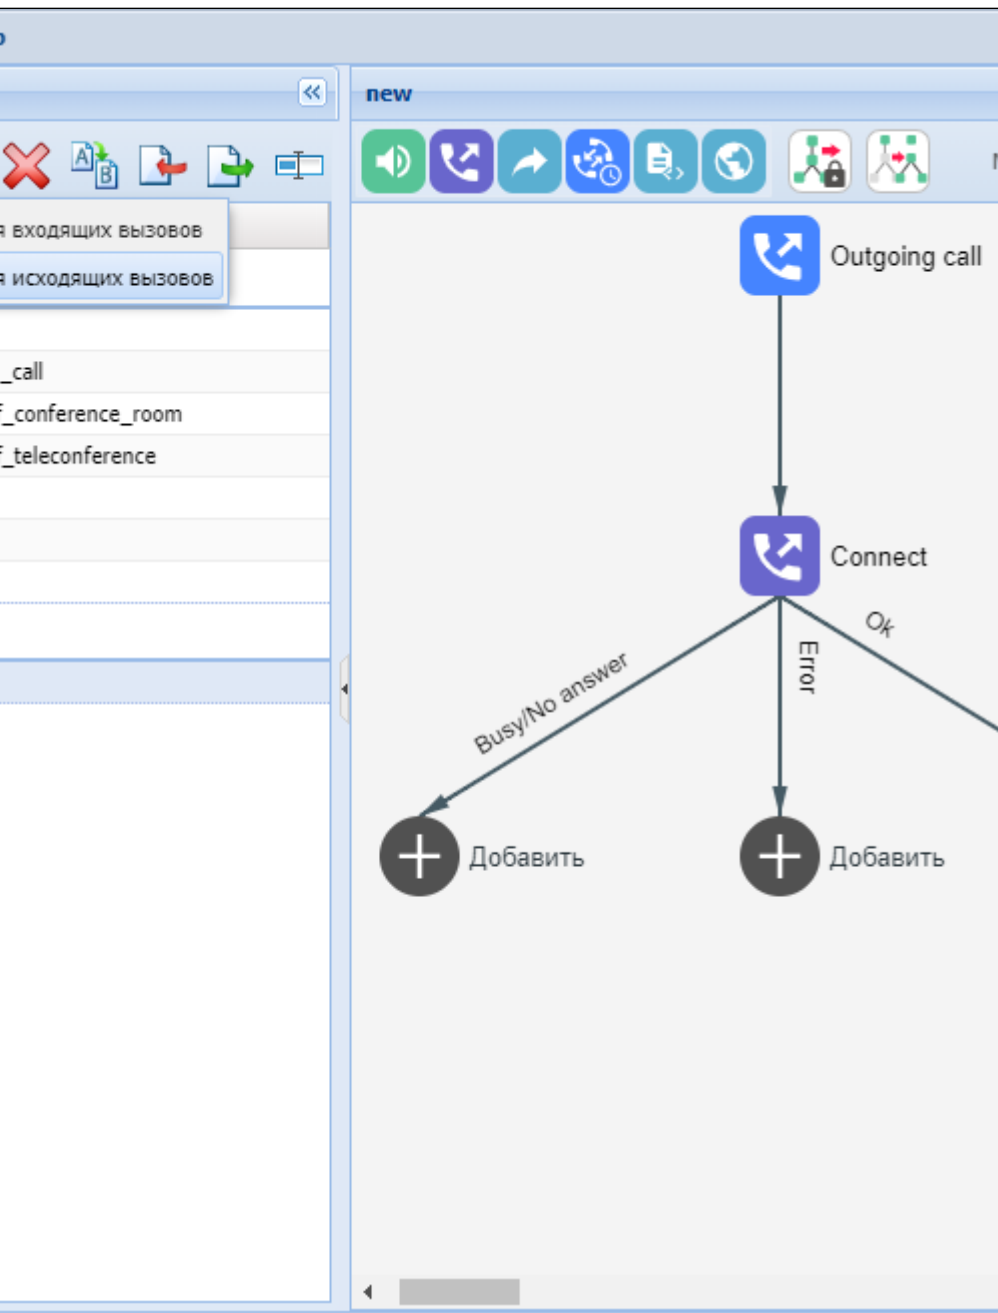 new
я входящих вызовов
я исходящих вызовов
_call
f_conference_room
f_teleconference
Outgoing call
Connect
Ok
Error
Busy/No answer
Добавить
Добавить